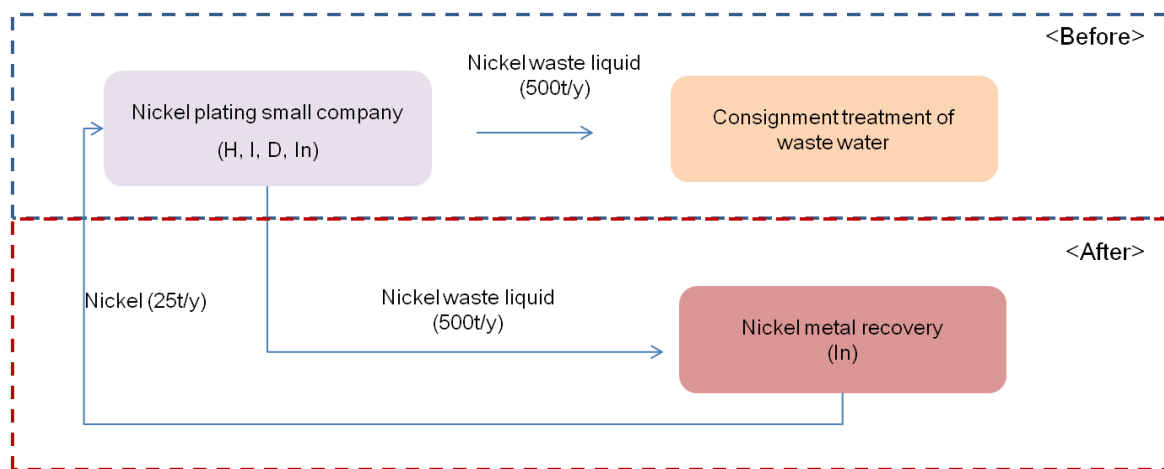 <Before>
Nickel waste liquid
(500t/y)
Nickel plating small company
(H, I, D, In)
Consignment treatment of
waste water
<After>
Nickel (25t/y)
Nickel waste liquid
(500t/y)
Nickel metal recovery
(In)